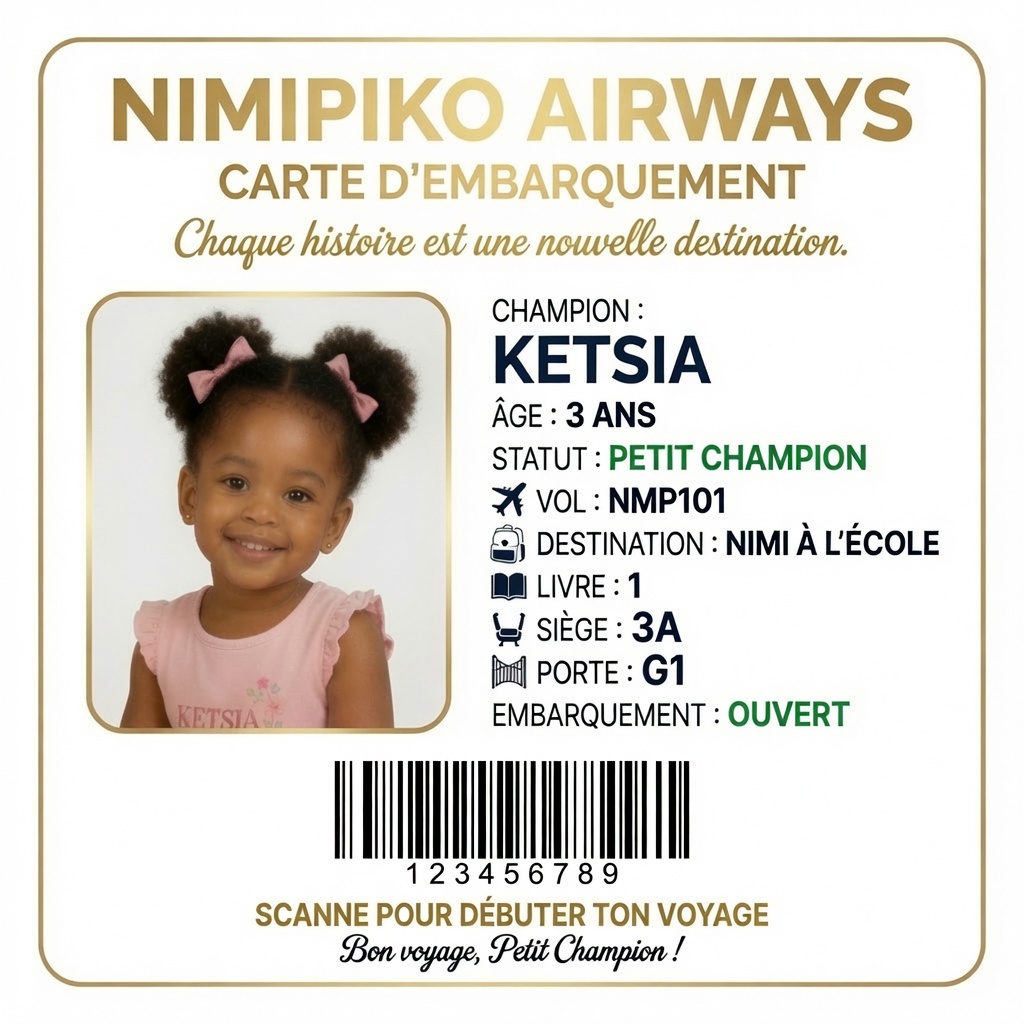 NIMIPIKO AIRWAYS
CARTE D’EMBARQUEMENT
Chaque histoire est une nouvelle destination.
KETSIA
CHAMPION :
KETSIA
ÂGE : 3 ANS
STATUT : PETIT CHAMPION
VOL : NMP101
DESTINATION : NIMI À L’ÉCOLE
LIVRE : 1
SIÈGE : 3A
PORTE : G1
EMBARQUEMENT : OUVERT
123456789
SCANNE POUR DÉBUTER TON VOYAGE
Bon voyage, Petit Champion !